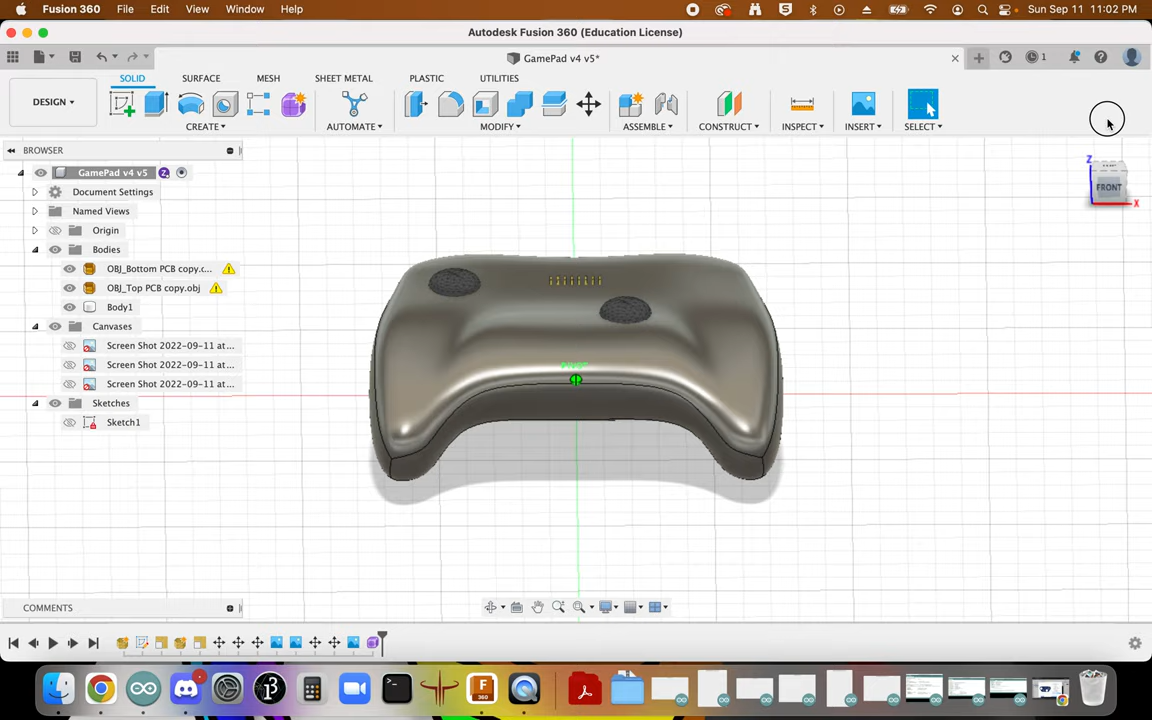 Fusion 360 File Edit View Window Help Sun Sep 11 11:02 PM
Autodesk Fusion 360 (Education License)
GamePad v4 v5* 1
DESIGN
SOLID SURFACE MESH SHEET METAL PLASTIC UTILITIES
CREATE AUTOMATE MODIFY ASSEMBLE CONSTRUCT INSPECT INSERT SELECT
BROWSER
GamePad v4 v5
Document Settings
Named Views
Origin
Bodies
OBJ_Bottom PCB copy.o...
OBJ_Top PCB copy.obj
Body1
Canvases
Screen Shot 2022-09-11 at...
Screen Shot 2022-09-11 at...
Screen Shot 2022-09-11 at...
Sketches
Sketch1
Z
FRONT
X
COMMENTS